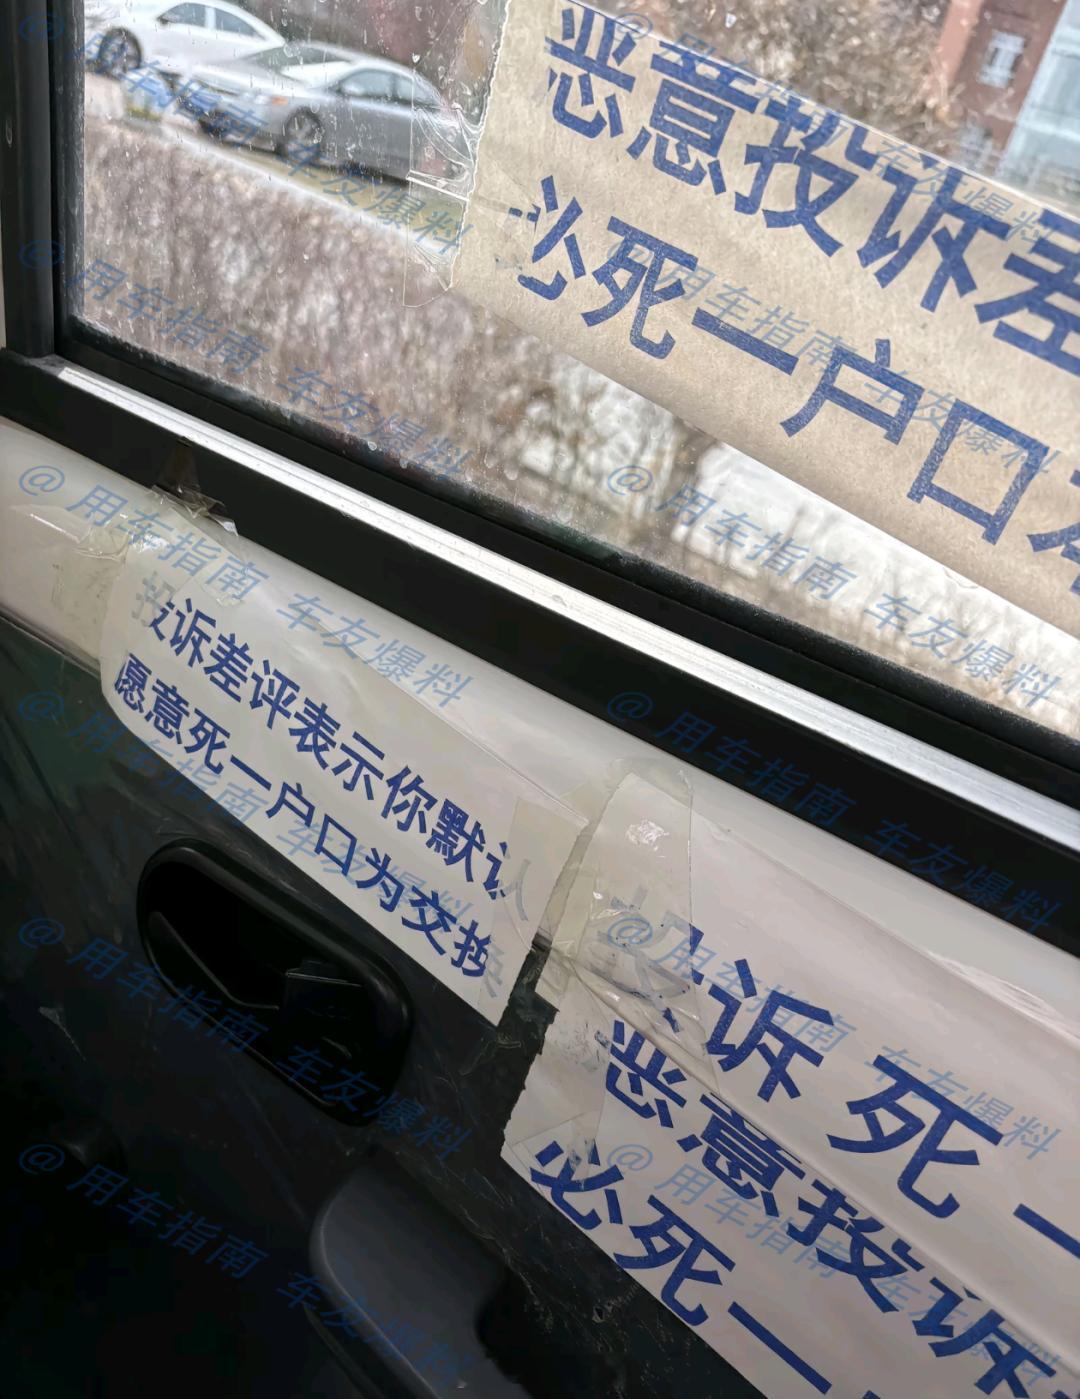 恶意投诉差
必死一户口本
投诉差评表示你默认
愿意死一户口为交换
投诉 死一
恶意投诉
必死一
@用车指南 车友爆料